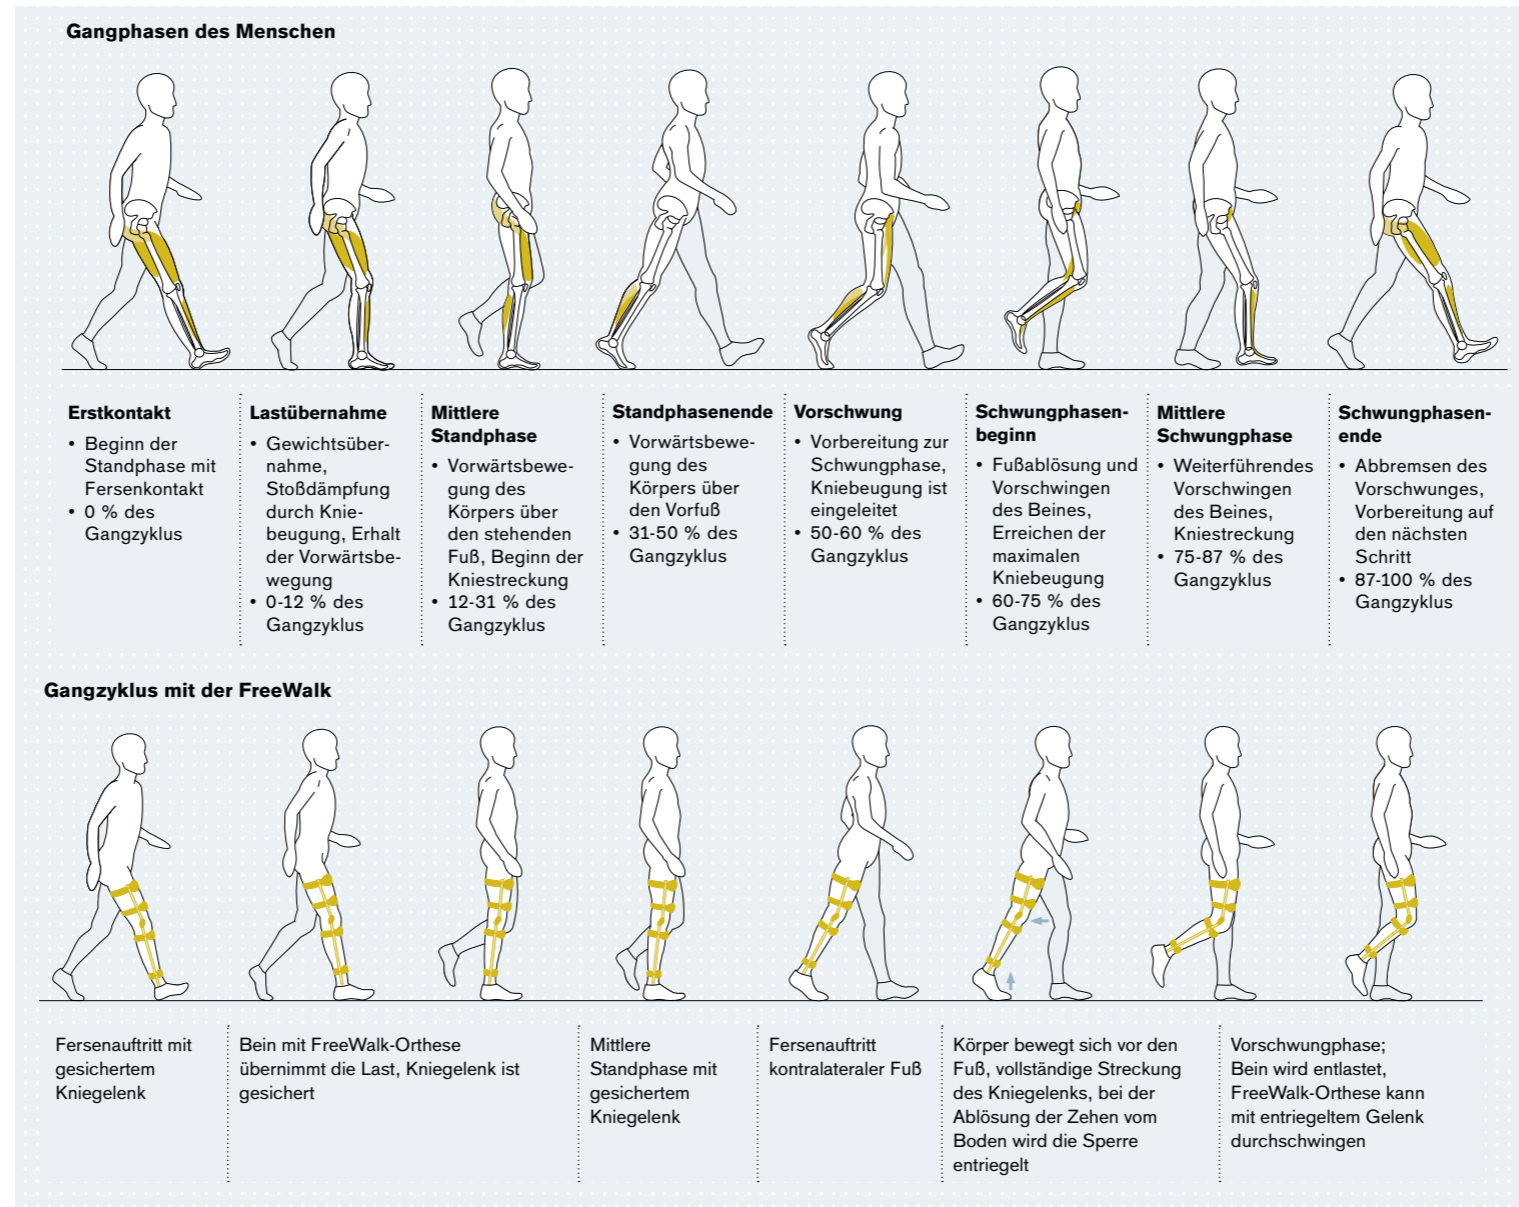 Gangphasen des Menschen
Erstkontakt
• Beginn der
Standphase mit
Fersenkontakt
• 0 % des
Gangzyklus
Lastübernahme
• Gewichtsüber-
nahme,
Stoßdämpfung
durch Knie-
beugung, Erhalt
der Vorwärtsbe-
wegung
• 0-12 % des
Gangzyklus
Mittlere
Standphase
• Vorwärtsbewe-
gung des
Körpers über
den stehenden
Fuß, Beginn der
Kniestreckung
• 12-31 % des
Gangzyklus
Standphasenende
• Vorwärtsbewe-
gung des
Körpers über
den Vorfuß
• 31-50 % des
Gangzyklus
Vorschwung
• Vorbereitung zur
Schwungphase,
Kniebeugung ist
eingeleitet
• 50-60 % des
Gangzyklus
Schwungphasen-
beginn
• Fußablösung und
Vorschwingen
des Beines,
Erreichen der
maximalen
Kniebeugung
• 60-75 % des
Gangzyklus
Mittlere
Schwungphase
• Weiterführendes
Vorschwingen
des Beines,
Kniestreckung
• 75-87 % des
Gangzyklus
Schwungphasen-
ende
• Abbremsen des
Vorschwunges,
Vorbereitung auf
den nächsten
Schritt
• 87-100 % des
Gangzyklus
Gangzyklus mit der FreeWalk
Fersenauftritt mit
gesichertem
Kniegelenk
Bein mit FreeWalk-Orthese
übernimmt die Last, Kniegelenk ist
gesichert
Mittlere
Standphase mit
gesichertem
Kniegelenk
Fersenauftritt
kontralateraler Fuß
Körper bewegt sich vor den
Fuß, vollständige Streckung
des Kniegelenks, bei der
Ablösung der Zehen vom
Boden wird die Sperre
entriegelt
Vorschwungphase;
Bein wird entlastet,
FreeWalk-Orthese kann
mit entriegeltem Gelenk
durchschwingen